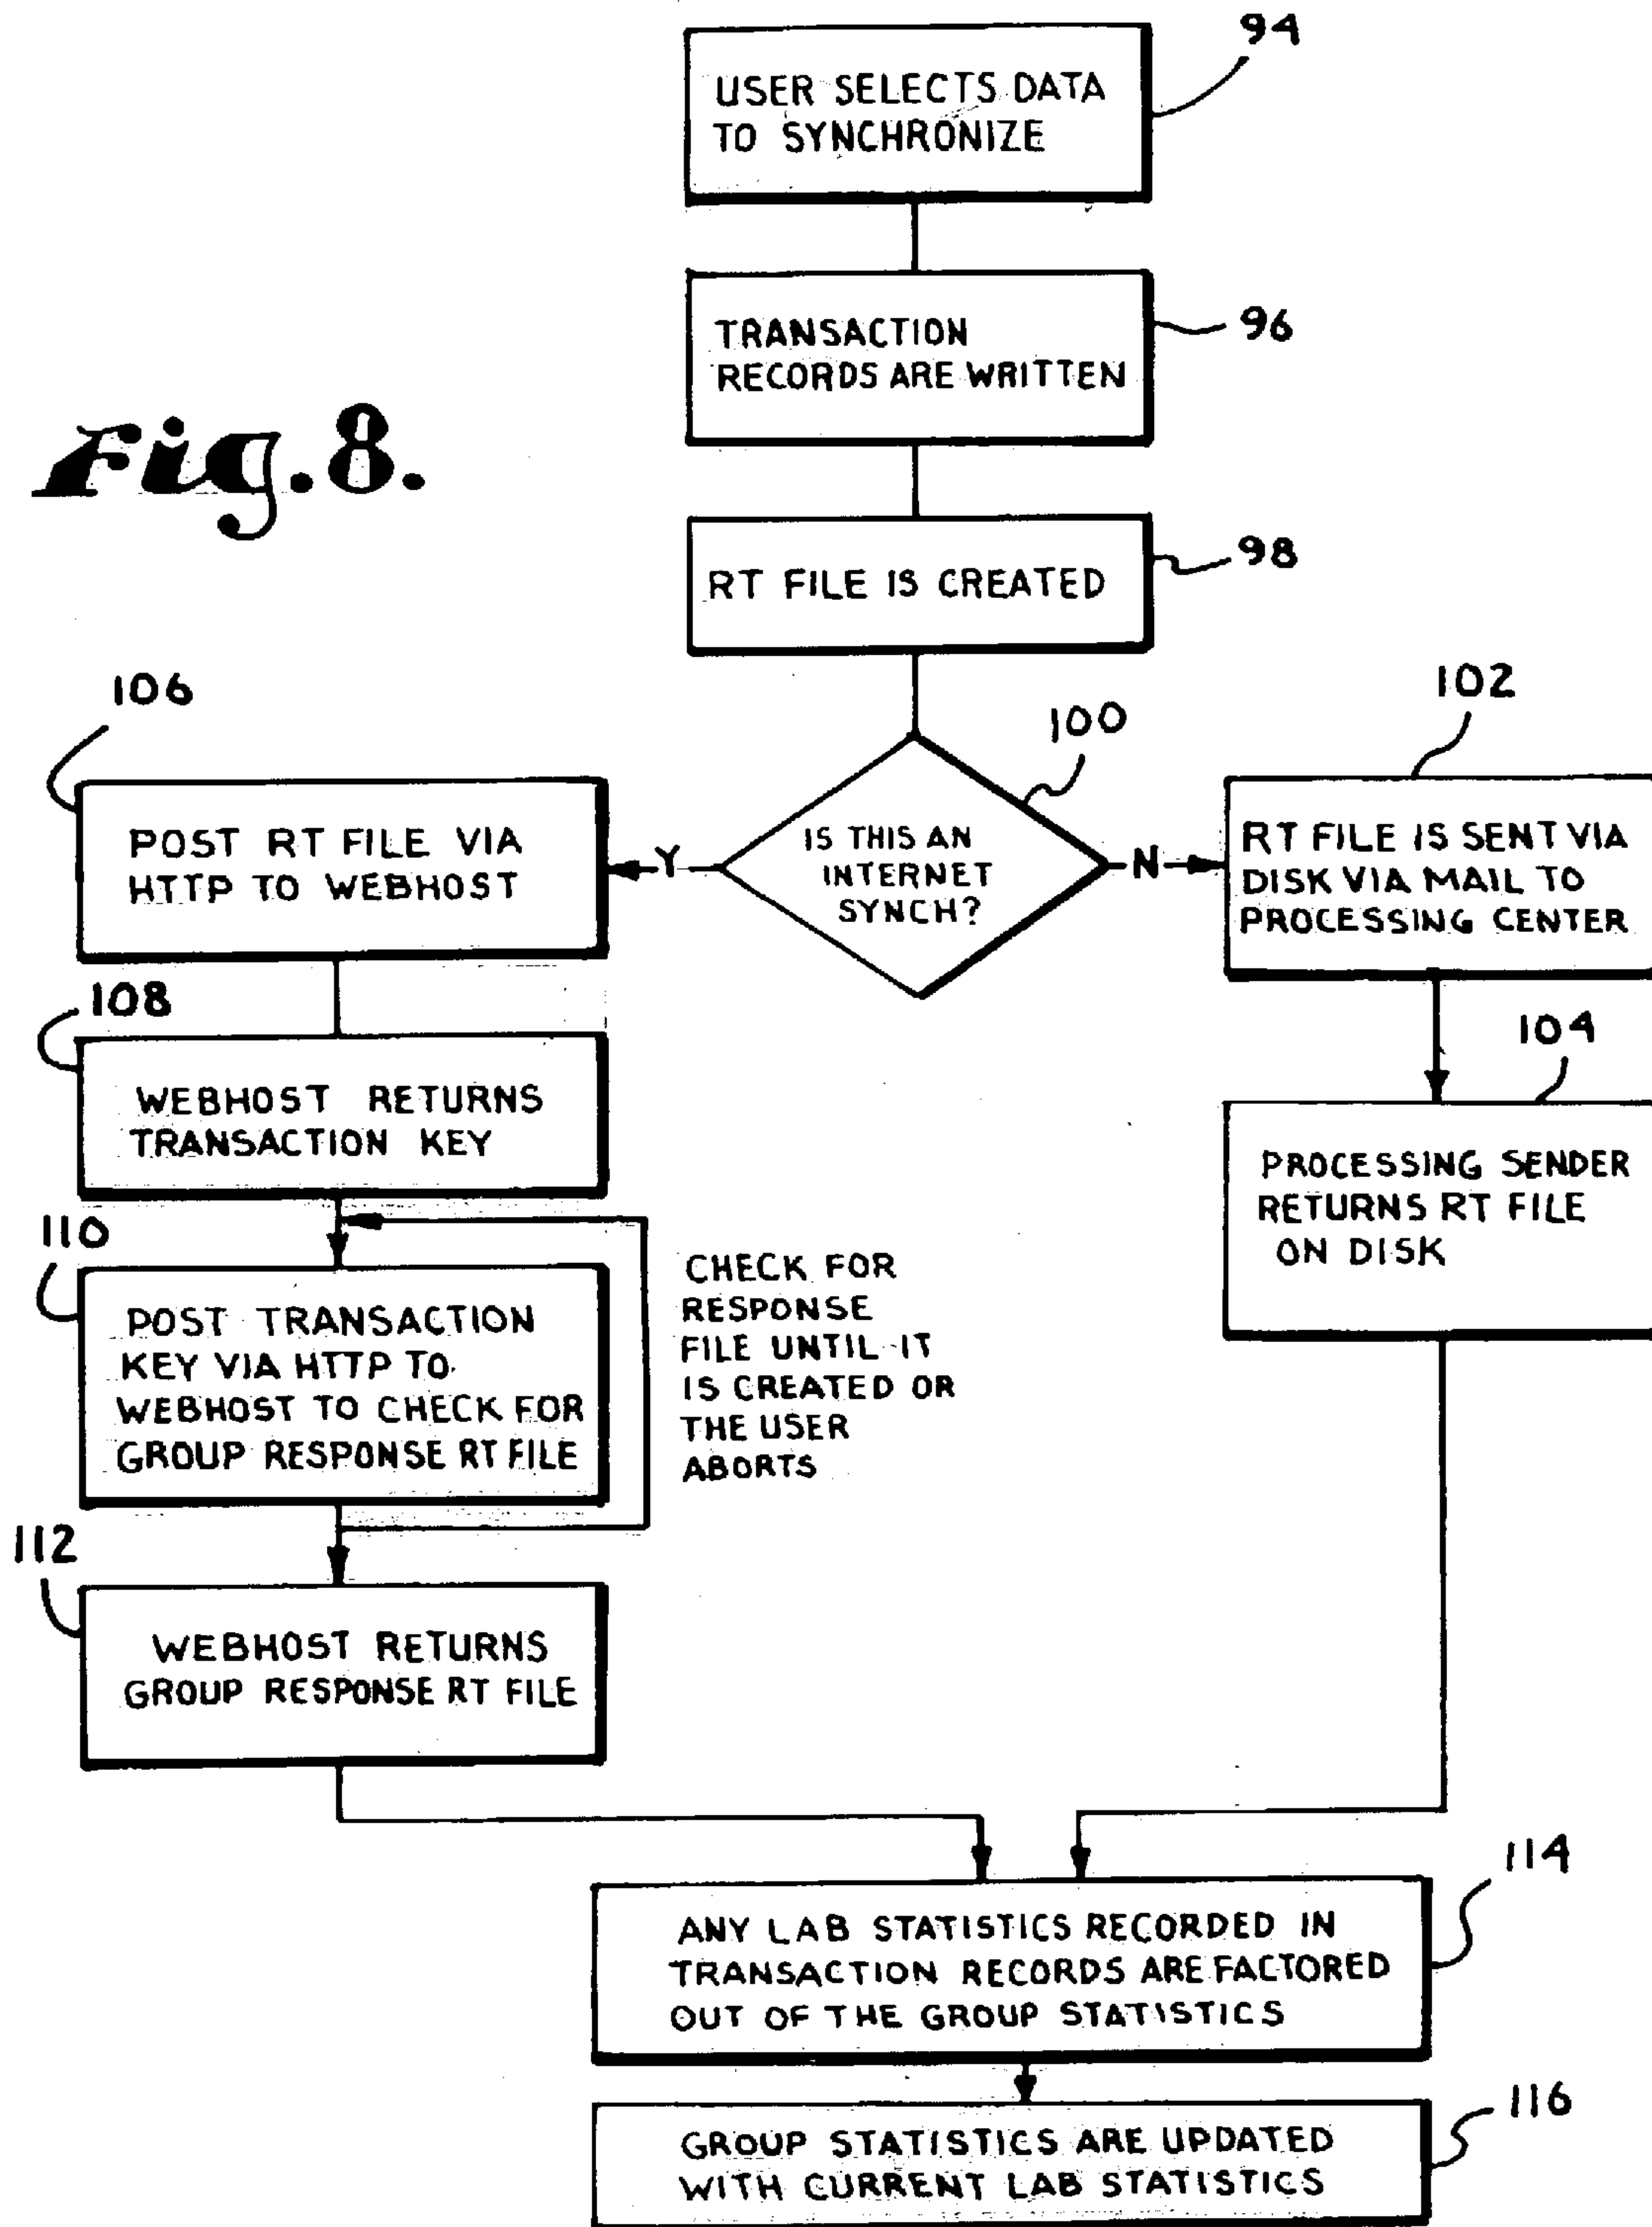 94
USER SELECTS DATA
TO SYNCHRONIZE
96
TRANSACTION
RECORDS ARE WRITTEN
Fig. 8.
98
RT FILE IS CREATED
100
IS THIS AN
INTERNET
SYNCH?
Y
N
106
POST RT FILE VIA
HTTP TO WEBHOST
102
RT FILE IS SENT VIA
DISK VIA MAIL TO
PROCESSING CENTER
108
WEBHOST RETURNS
TRANSACTION KEY
104
PROCESSING SENDER
RETURNS RT FILE
ON DISK
110
POST TRANSACTION
KEY VIA HTTP TO
WEBHOST TO CHECK FOR
GROUP RESPONSE RT FILE
CHECK FOR
RESPONSE
FILE UNTIL IT
IS CREATED OR
THE USER
ABORTS
112
WEBHOST RETURNS
GROUP RESPONSE RT FILE
114
ANY LAB STATISTICS RECORDED IN
TRANSACTION RECORDS ARE FACTORED
OUT OF THE GROUP STATISTICS
116
GROUP STATISTICS ARE UPDATED
WITH CURRENT LAB STATISTICS